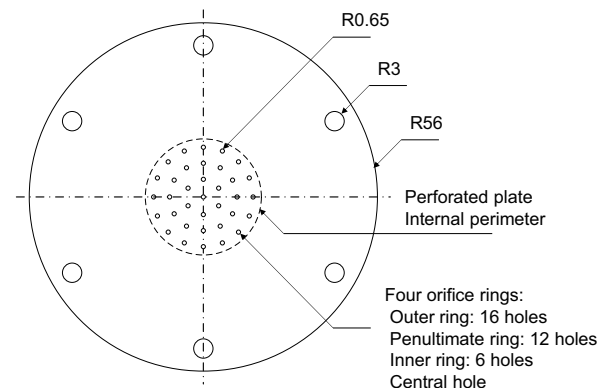 R0.65
R3
R56
Perforated plate
Internal perimeter
Four orifice rings:
Outer ring: 16 holes
Penultimate ring: 12 holes
Inner ring: 6 holes
Central hole